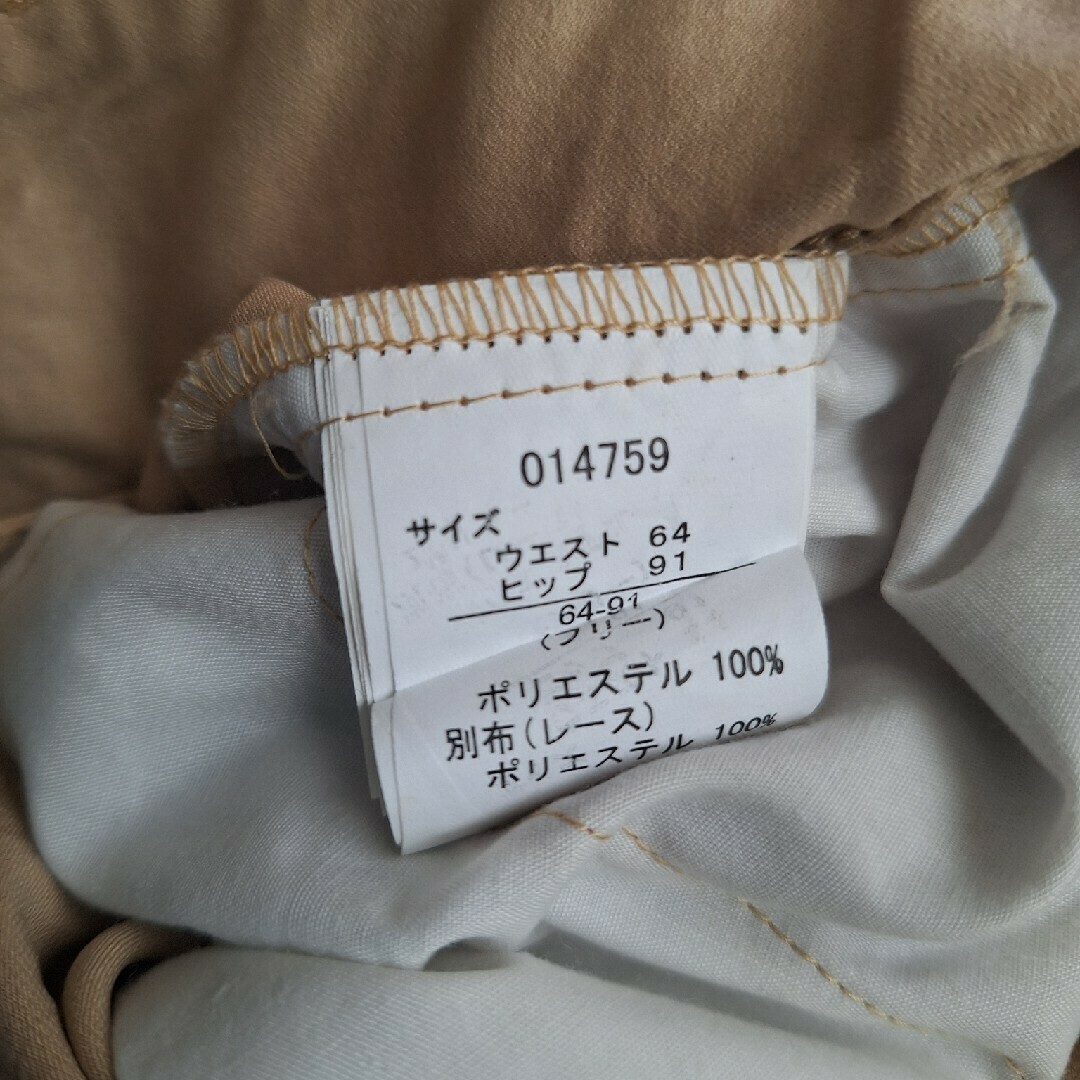 014759
サイズ
ウエスト 64
ヒップ 91
64-91
(フリー)
ポリエステル 100%
別布(レース)
ポリエステル 100%